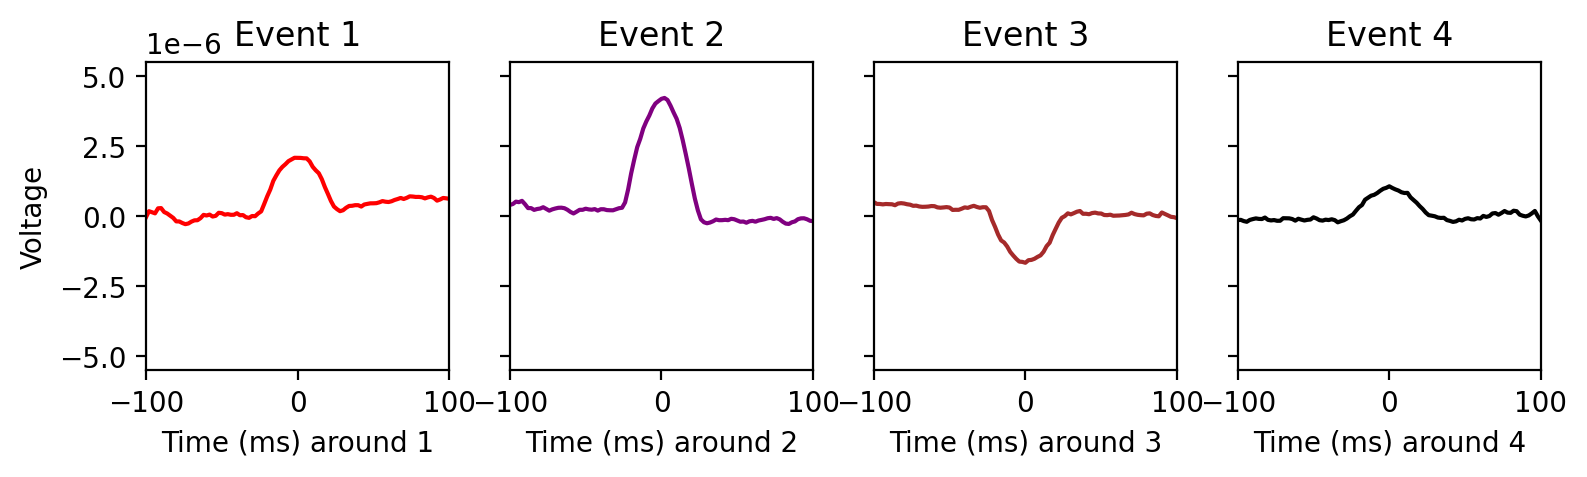 1e−6 Event 1 Event 2 Event 3 Event 4
5.0
2.5
0.0
−2.5
−5.0
Voltage
−100 0 100 −100 0 100 −100 0 100 −100 0 100
Time (ms) around 1 Time (ms) around 2 Time (ms) around 3 Time (ms) around 4